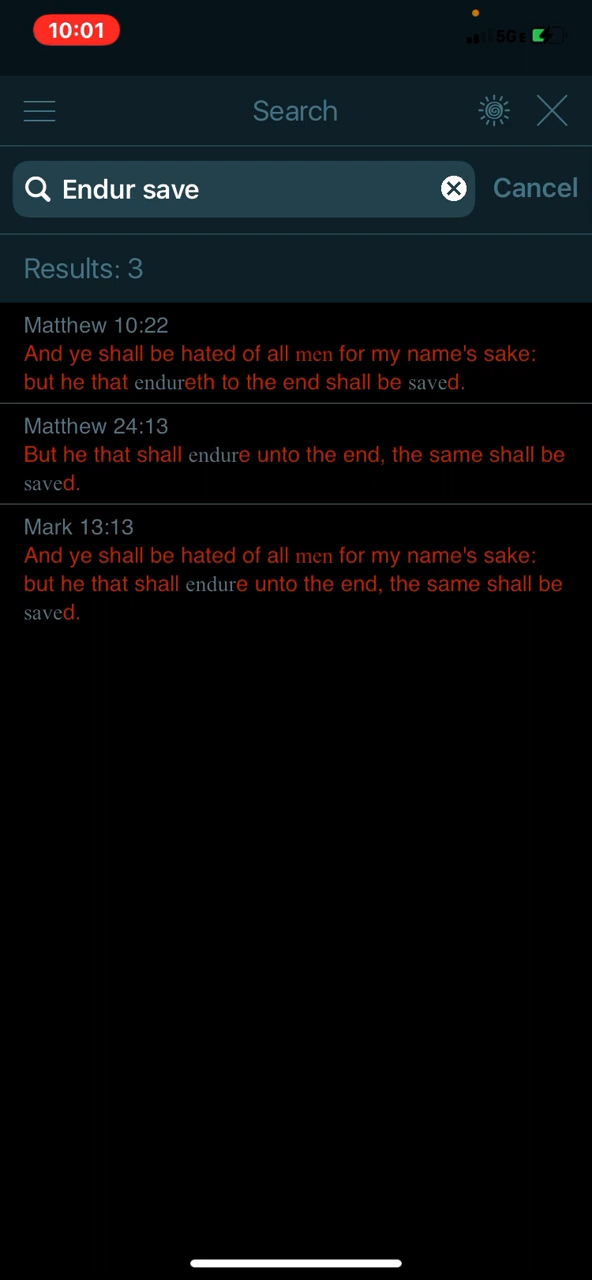 10:01
5G E
Search
Endur save
Cancel
Results: 3
Matthew 10:22
And ye shall be hated of all men for my name's sake:
but he that endureth to the end shall be saved.
Matthew 24:13
But he that shall endure unto the end, the same shall be
saved.
Mark 13:13
And ye shall be hated of all men for my name's sake:
but he that shall endure unto the end, the same shall be
saved.